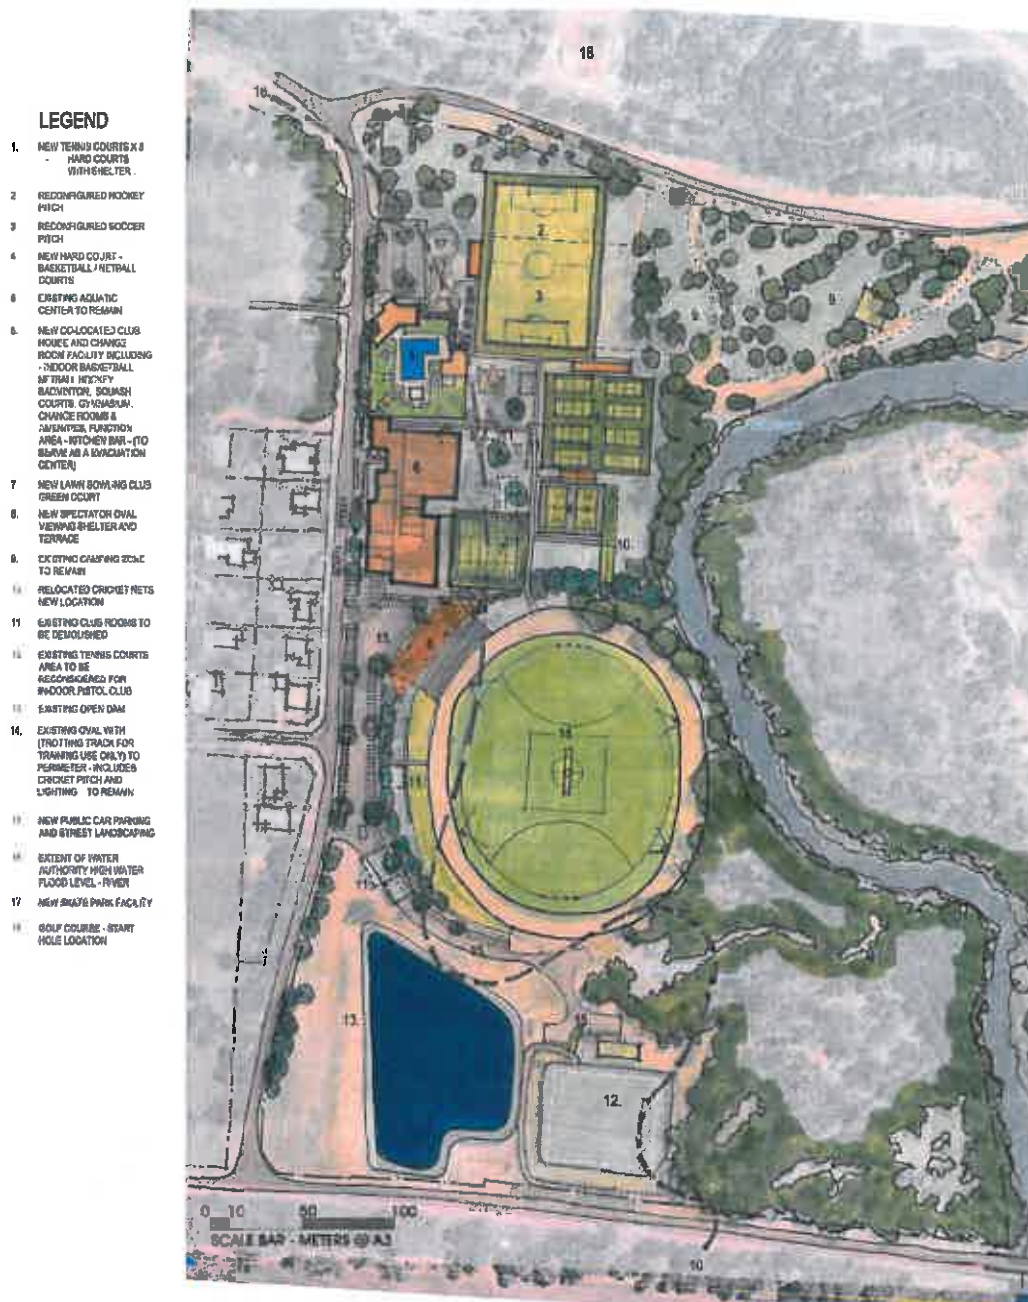 LEGEND
1. NEW TENNIS COURTS X 8
- HARD COURTS
WITH SHELTER
2 RECONFIGURED HOCKEY
PITCH
3 RECONFIGURED SOCCER
PITCH
4 NEW HARD COURT -
BASKETBALL / NETBALL
COURTS
EXISTING AQUATIC
CENTER TO REMAIN
6. NEW CO-LOCATED CLUB
HOUSE AND CHANGE
ROOM FACILITY INCLUDING
- INDOOR BASKETBALL
NETBALL HOCKEY
BADMINTON, SQUASH
COURTS, GYMNASIUM,
CHANGE ROOMS &
AMENITIES, FUNCTION
AREA - KITCHEN BAR - (TO
SERVE AS A EVACUATION
CENTER)
7 NEW LAWN BOWLING CLUB
GREEN COURT
8. NEW SPECTATOR OVAL
VIEWING SHELTER AND
TERRACE
9. EXISTING CAMPING ZONE
TO REMAIN
RELOCATED CRICKET NETS
NEW LOCATION
11 EXISTING CLUB ROOMS TO
BE DEMOLISHED
EXISTING TENNIS COURTS
AREA TO BE
RECONSIDERED FOR
INDOOR PISTOL CLUB
EXISTING OPEN DAM
14. EXISTING OVAL WITH
(TROTTING TRACK FOR
TRAINING USE ONLY) TO
PERIMETER - INCLUDES
CRICKET PITCH AND
LIGHTING TO REMAIN
NEW PUBLIC CAR PARKING
AND STREET LANDSCAPING
EXTENT OF WATER
AUTHORITY HIGH WATER
FLOOD LEVEL - RIVER
17 NEW SKATE PARK FACILITY
GOLF COURSE - START
HOLE LOCATION
18
2.
3
6
10.
9.
13.
12.
15
0 10 50 100
SCALE BAR - METERS @ A3